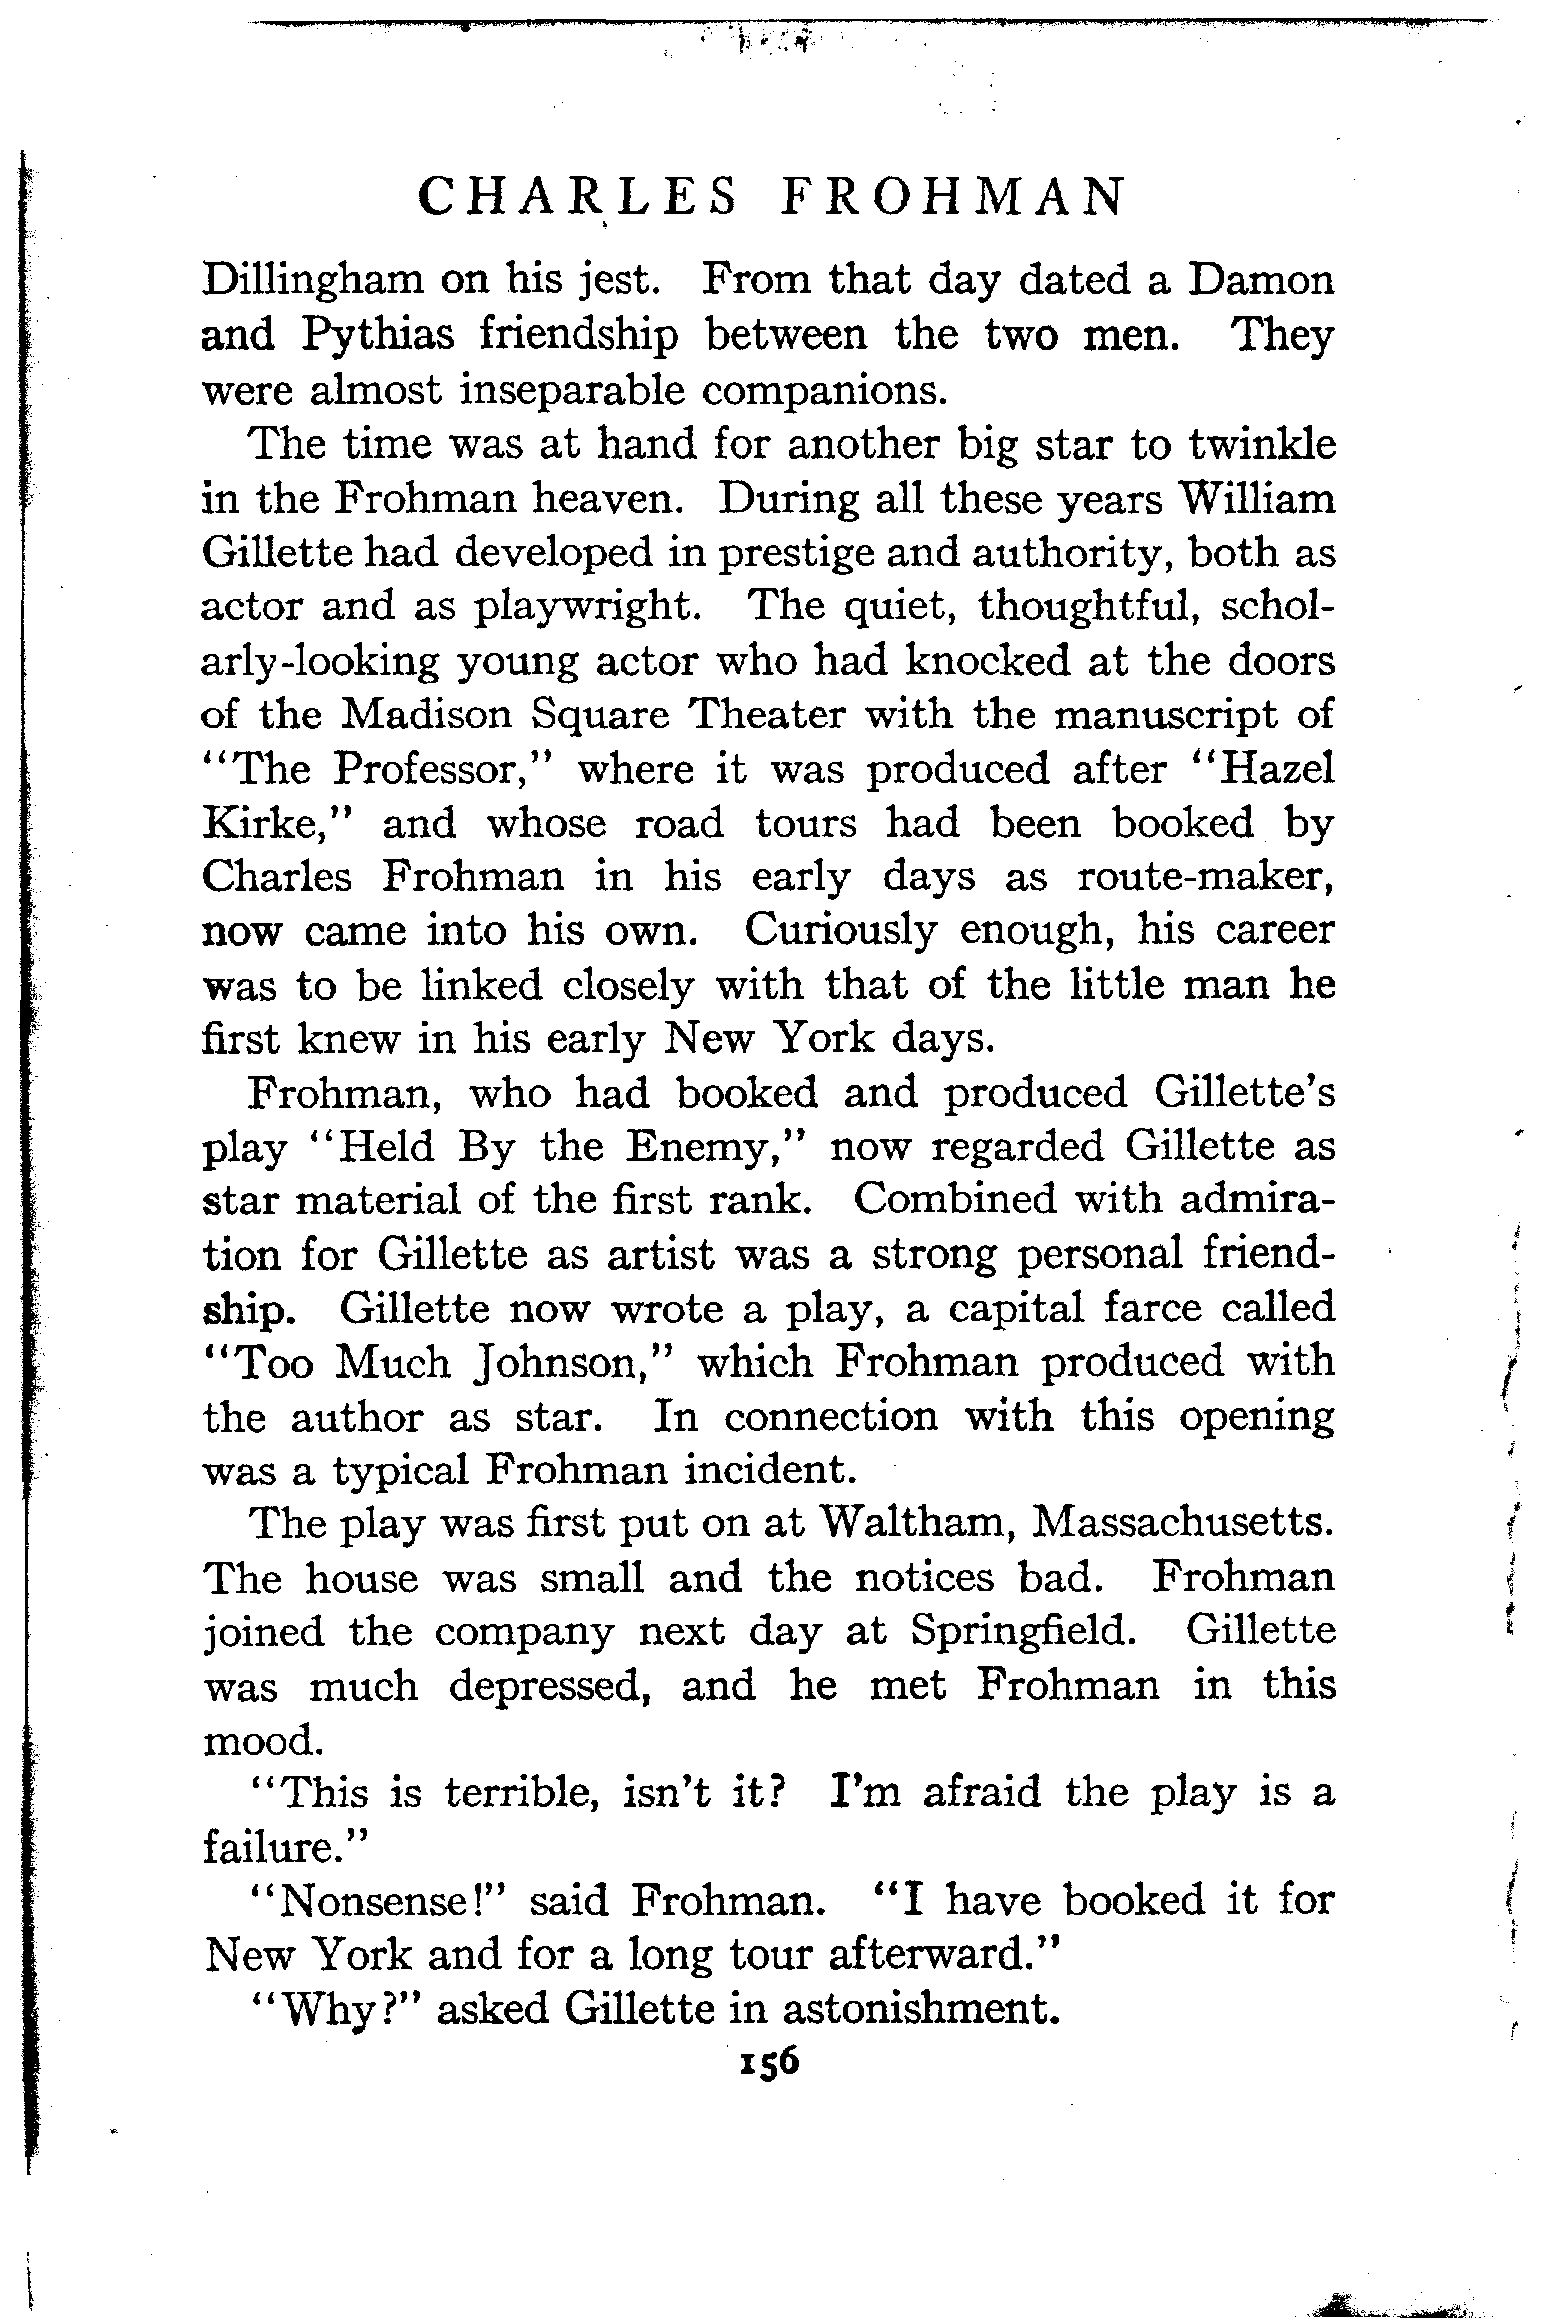 CHARLES FROHMAN
Dillingham on his jest. From that day dated a Damon
and Pythias friendship between the two men. They
were almost inseparable companions.
The time was at hand for another big star to twinkle
in the Frohman heaven. During all these years William
Gillette had developed in prestige and authority, both as
actor and as playwright. The quiet, thoughtful, schol-
arly-looking young actor who had knocked at the doors
of the Madison Square Theater with the manuscript of
"The Professor," where it was produced after "Hazel
Kirke," and whose road tours had been booked by
Charles Frohman in his early days as route-maker,
now came into his own. Curiously enough, his career
was to be linked closely with that of the little man he
first knew in his early New York days.
Frohman, who had booked and produced Gillette's
play "Held By the Enemy," now regarded Gillette as
star material of the first rank. Combined with admira-
tion for Gillette as artist was a strong personal friend-
ship. Gillette now wrote a play, a capital farce called
"Too Much Johnson," which Frohman produced with
the author as star. In connection with this opening
was a typical Frohman incident.
The play was first put on at Waltham, Massachusetts.
The house was small and the notices bad. Frohman
joined the company next day at Springfield. Gillette
was much depressed, and he met Frohman in this
mood.
"This is terrible, isn't it? I'm afraid the play is a
failure."
"Nonsense!" said Frohman. "I have booked it for
New York and for a long tour afterward."
"Why?" asked Gillette in astonishment.
156